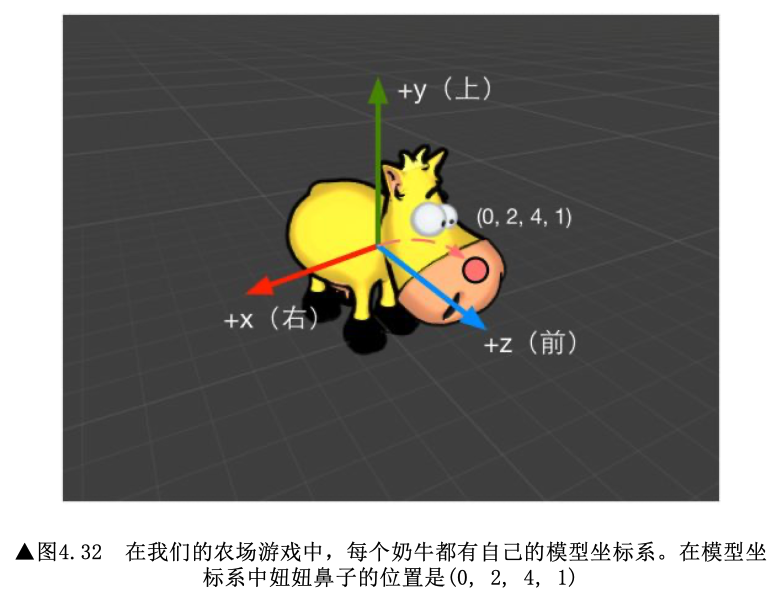 +y（上）
(0, 2, 4, 1)
+x（右）
+z（前）
▲图4.32 在我们的农场游戏中，每个奶牛都有自己的模型坐标系。在模型坐
标系中妞妞鼻子的位置是(0, 2, 4, 1)